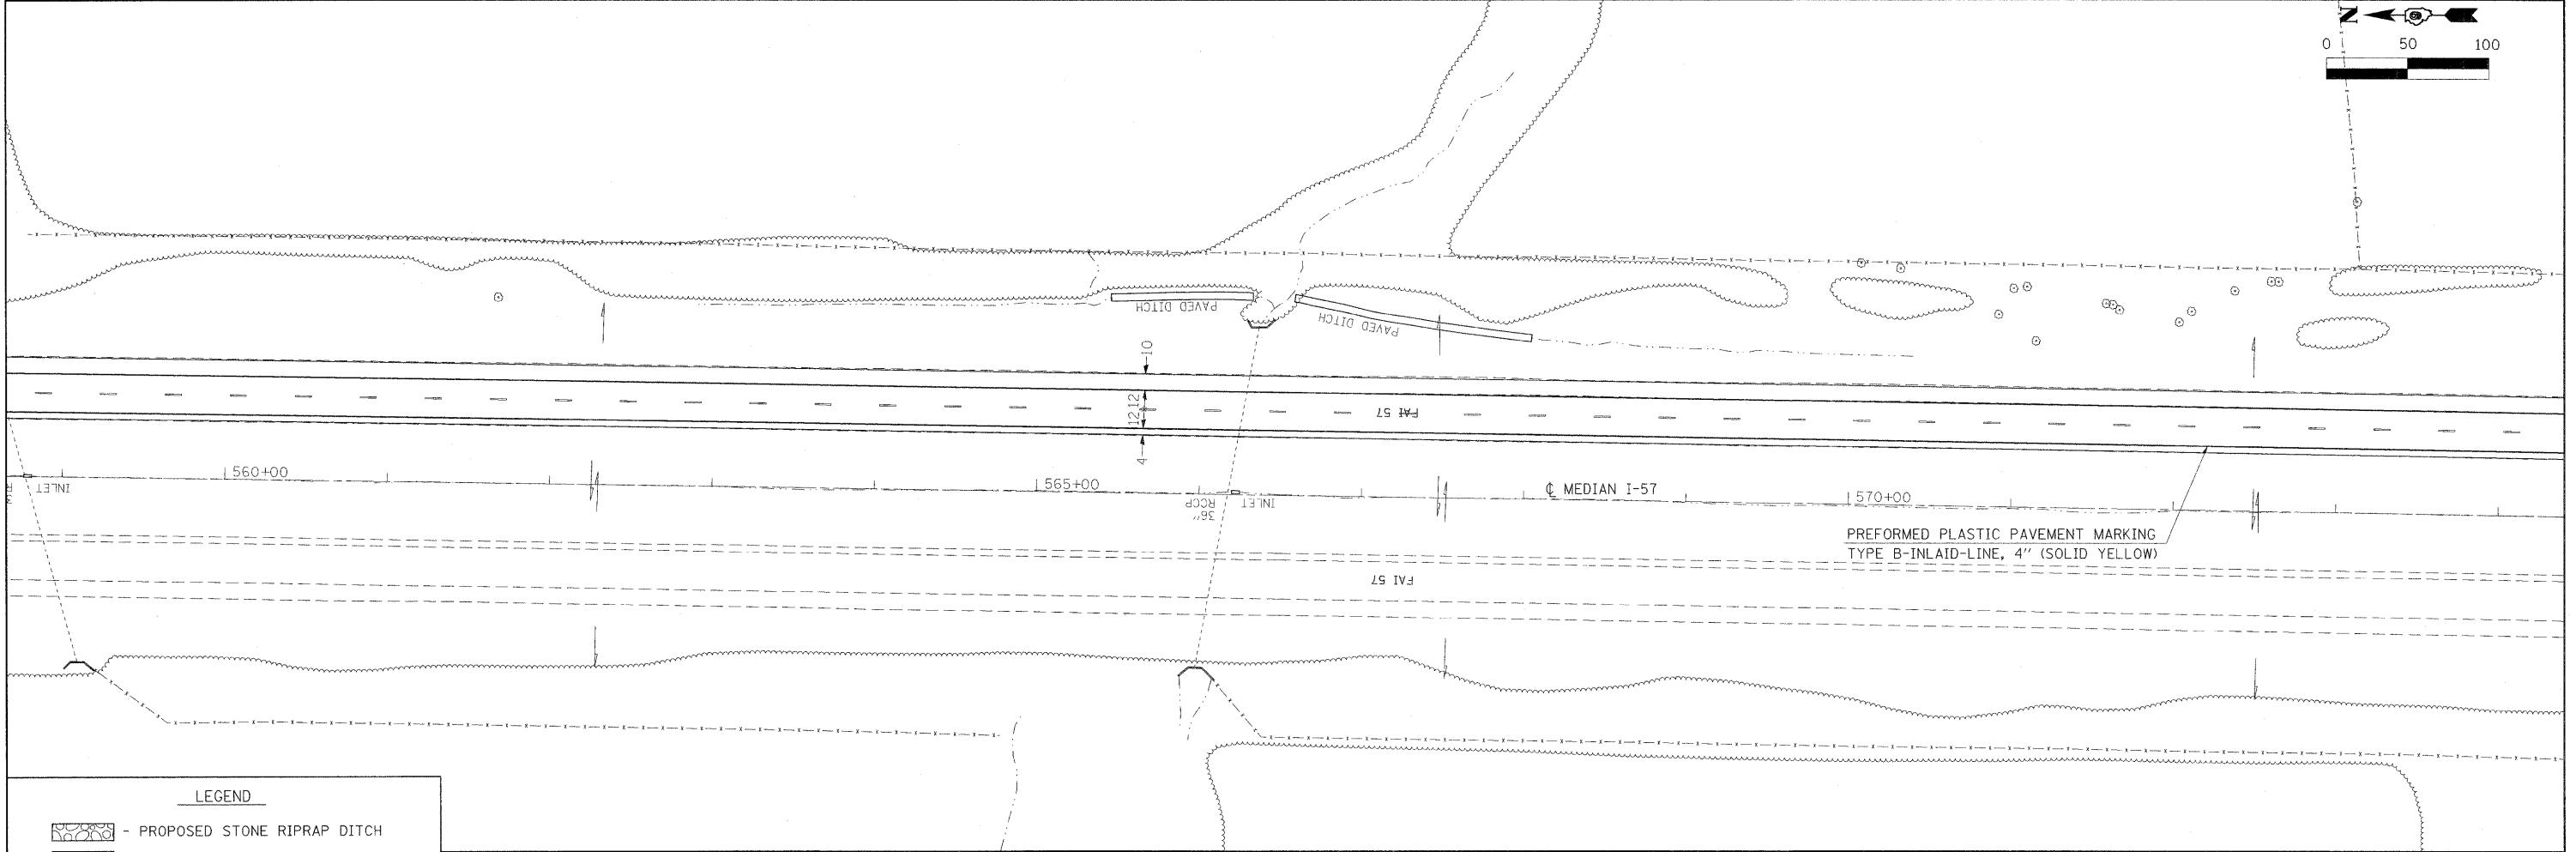 N
0 50 100
PAVED DITCH
PAVED DITCH
10
12 12
4
FAI 57
560+00
565+00
570+00
INLET
INLET
36" RCCP
℄ MEDIAN I-57
PREFORMED PLASTIC PAVEMENT MARKING
TYPE B-INLAID-LINE, 4" (SOLID YELLOW)
FAI 57
LEGEND
- PROPOSED STONE RIPRAP DITCH